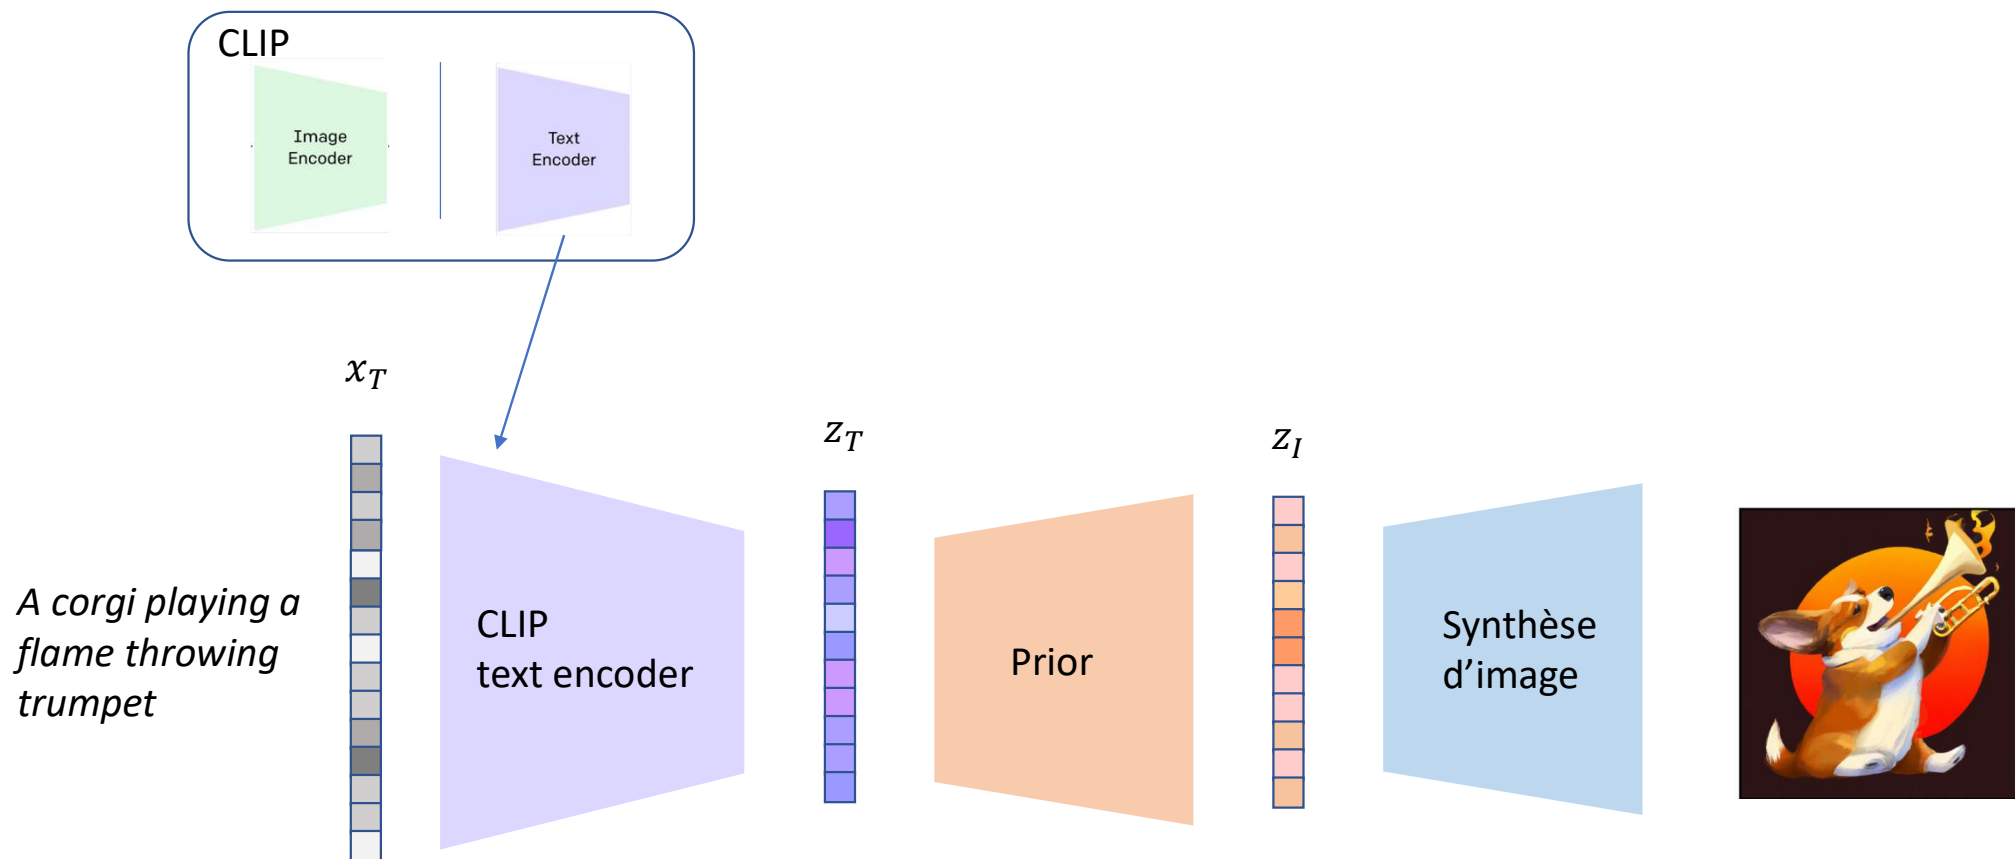 CLIP
Image
Encoder
Text
Encoder
x_T
z_T
z_I
A corgi playing a
flame throwing
trumpet
CLIP
text encoder
Prior
Synthèse
d’image